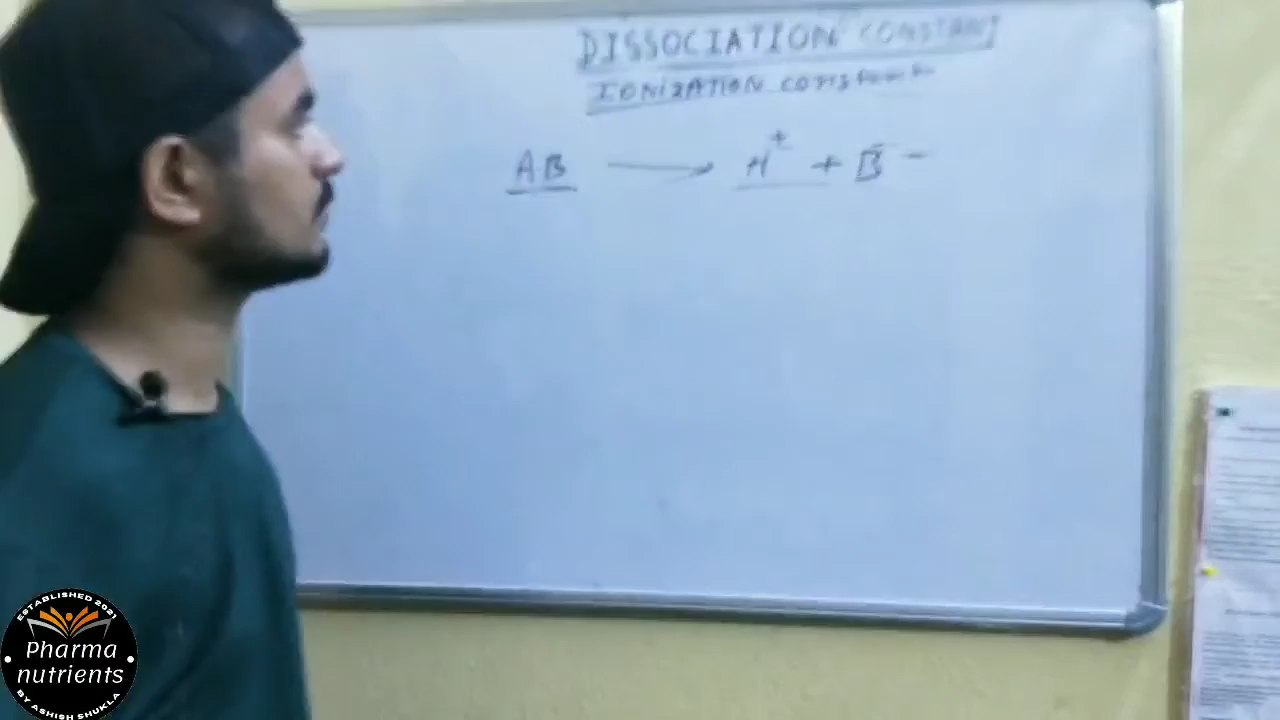 DISSOCIATION CONSTANT
IONIZATION constant
AB → H⁺ + B⁻
ESTABLISHED 2021
Pharma
nutrients
BY ASHISH SHUKLA